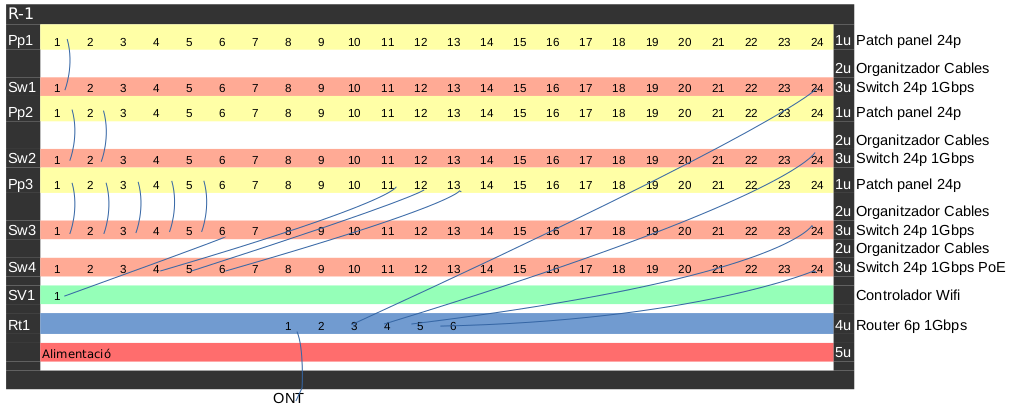 R-1
Pp1 1 2 3 4 5 6 7 8 9 10 11 12 13 14 15 16 17 18 19 20 21 22 23 24 1u Patch panel 24p
2u Organitzador Cables
Sw1 1 2 3 4 5 6 7 8 9 10 11 12 13 14 15 16 17 18 19 20 21 22 23 24 3u Switch 24p 1Gbps
Pp2 1 2 3 4 5 6 7 8 9 10 11 12 13 14 15 16 17 18 19 20 21 22 23 24 1u Patch panel 24p
2u Organitzador Cables
Sw2 1 2 3 4 5 6 7 8 9 10 11 12 13 14 15 16 17 18 19 20 21 22 23 24 3u Switch 24p 1Gbps
Pp3 1 2 3 4 5 6 7 8 9 10 11 12 13 14 15 16 17 18 19 20 21 22 23 24 1u Patch panel 24p
2u Organitzador Cables
Sw3 1 2 3 4 5 6 7 8 9 10 11 12 13 14 15 16 17 18 19 20 21 22 23 24 3u Switch 24p 1Gbps
2u Organitzador Cables
Sw4 1 2 3 4 5 6 7 8 9 10 11 12 13 14 15 16 17 18 19 20 21 22 23 24 3u Switch 24p 1Gbps PoE
SV1 1 Controlador Wifi
Rt1 1 2 3 4 5 6 4u Router 6p 1Gbps
Alimentació 5u
ONT